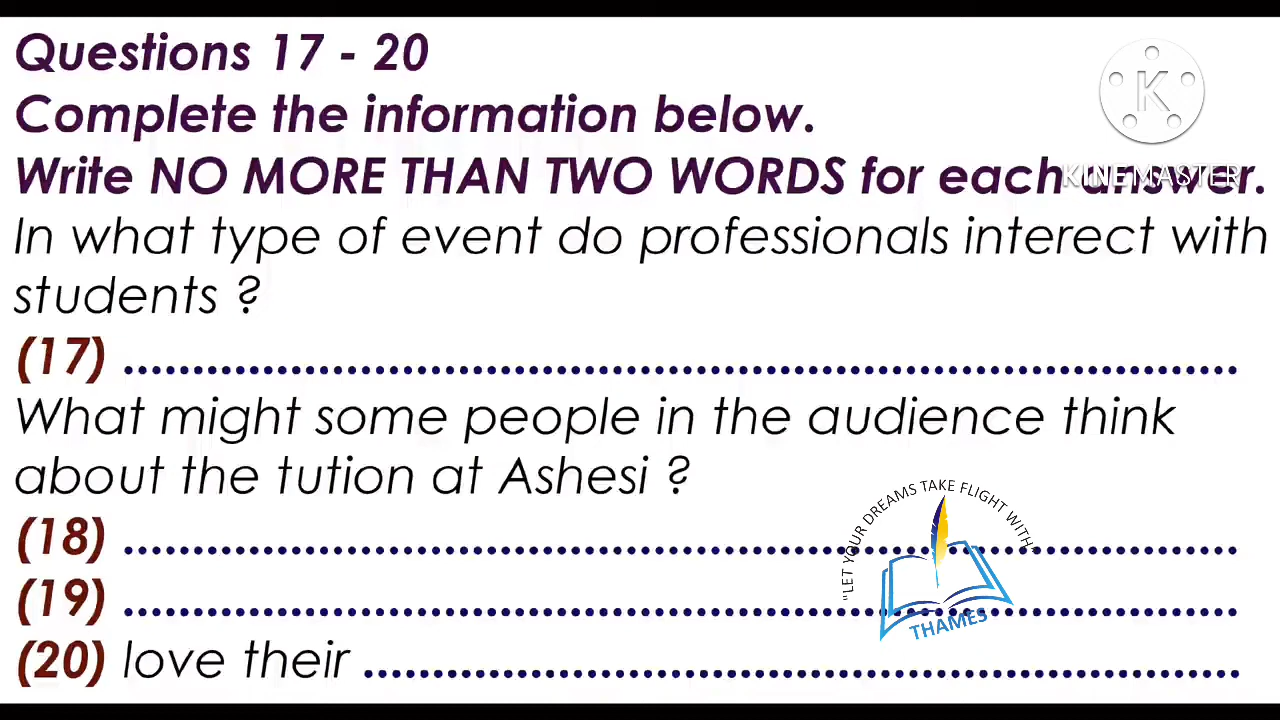 Questions 17 - 20
Complete the information below.
Write NO MORE THAN TWO WORDS for each answer.
KINEMASTER
In what type of event do professionals interect with
students ?
(17) ................................................................................
What might some people in the audience think
about the tution at Ashesi ?
(18) ................................................................................
(19) ................................................................................
(20) love their ...............................................................
"LET YOUR DREAMS TAKE FLIGHT WITH"
THAMES
K